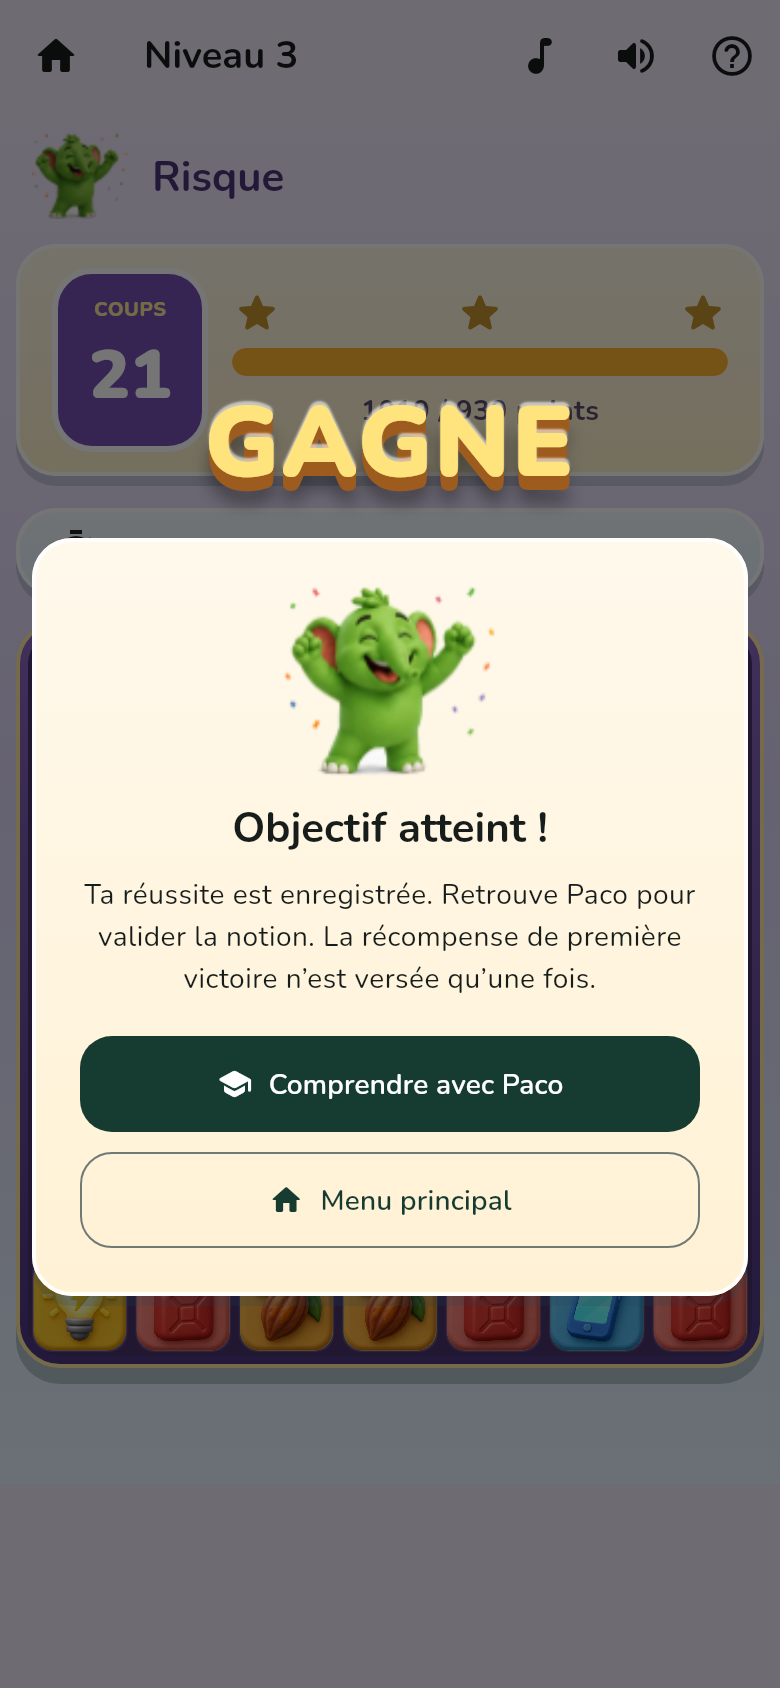 Niveau 3
Risque
COUPS
21
GAGNE
Objectif atteint !
Ta réussite est enregistrée. Retrouve Paco pour
valider la notion. La récompense de première
victoire n’est versée qu’une fois.
Comprendre avec Paco
Menu principal